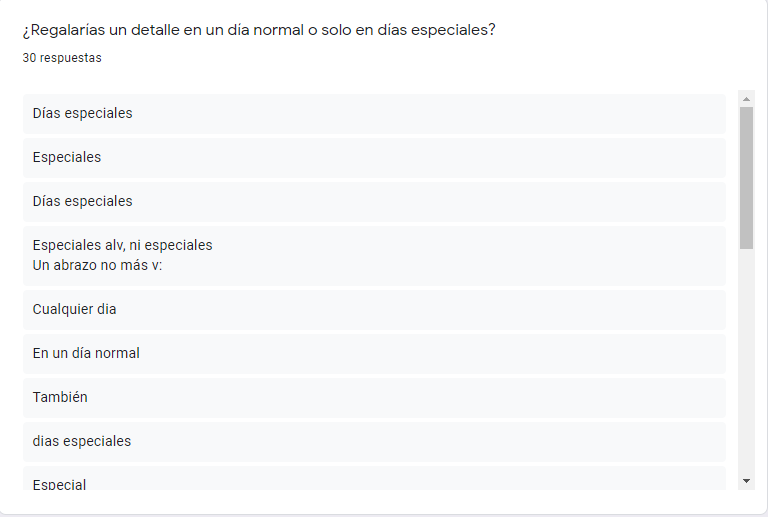 ¿Regalarías un detalle en un día normal o solo en días especiales?
30 respuestas
Días especiales
Especiales
Días especiales
Especiales alv, ni especiales
Un abrazo no más v:
Cualquier dia
En un día normal
También
dias especiales
Especial